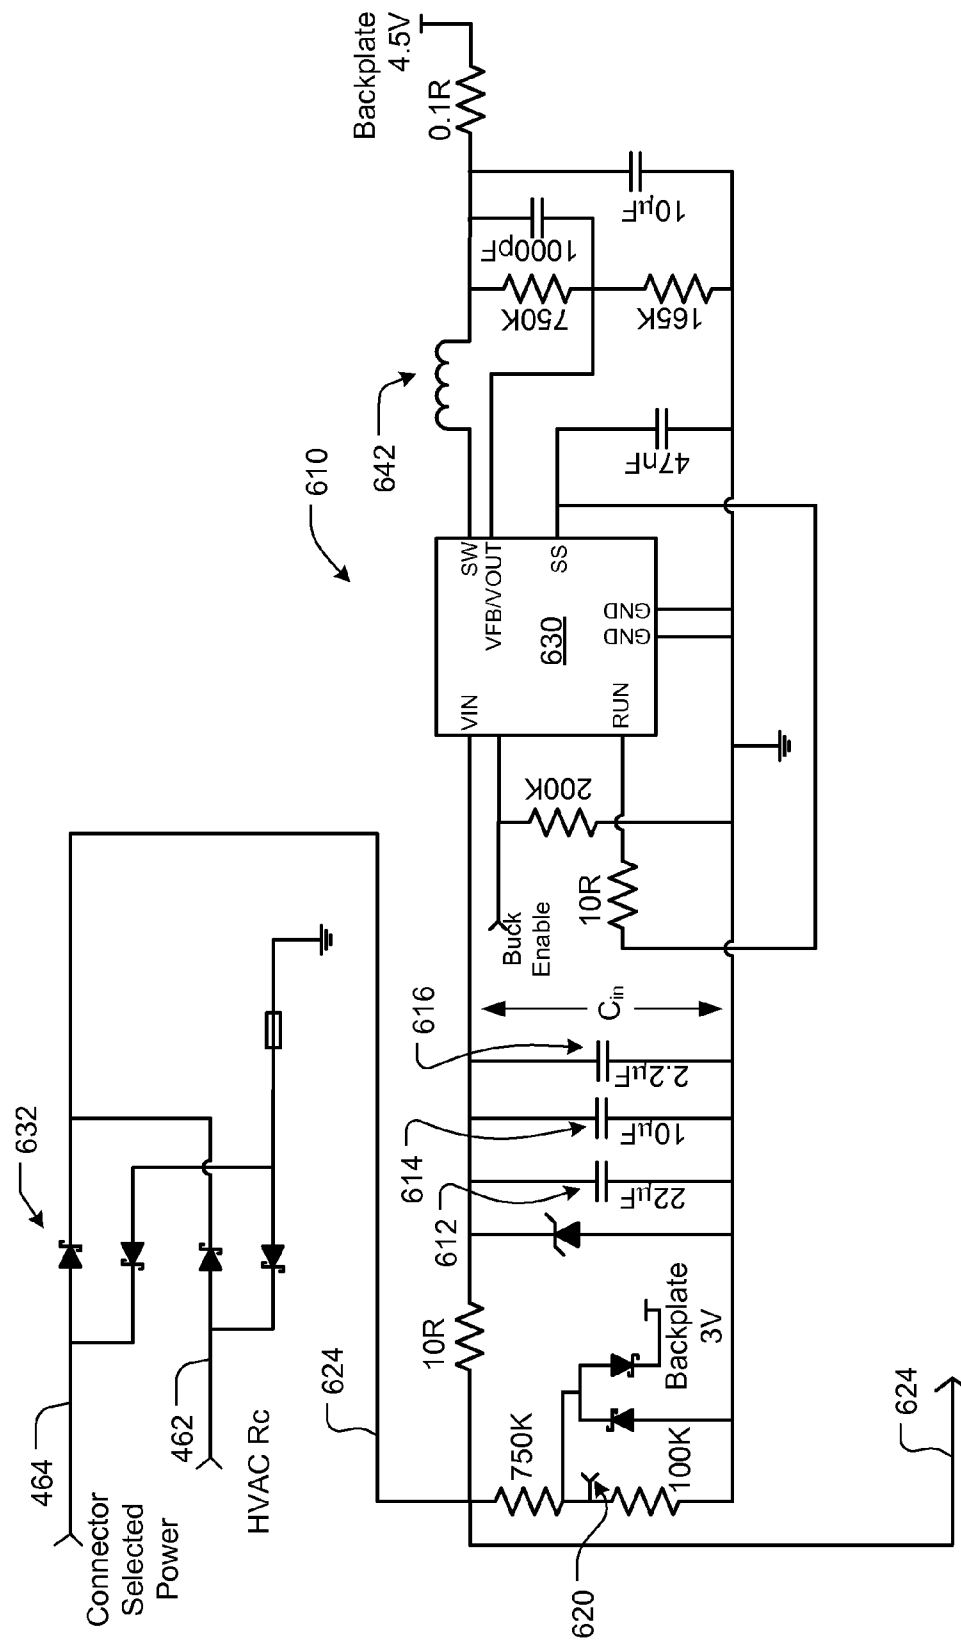 Connector
Selected
Power
464
462
HVAC Rc
632
624
610
642
Backplate
4.5V
0.1R
10µF
1000pF
750K
165K
47nF
SW
VFB/VOUT
SS
630
GND
GND
VIN
RUN
200K
10R
Buck
Enable
Cin
616
2.2µF
614
10µF
612
22µF
10R
750K
100K
Backplate
3V
620
624